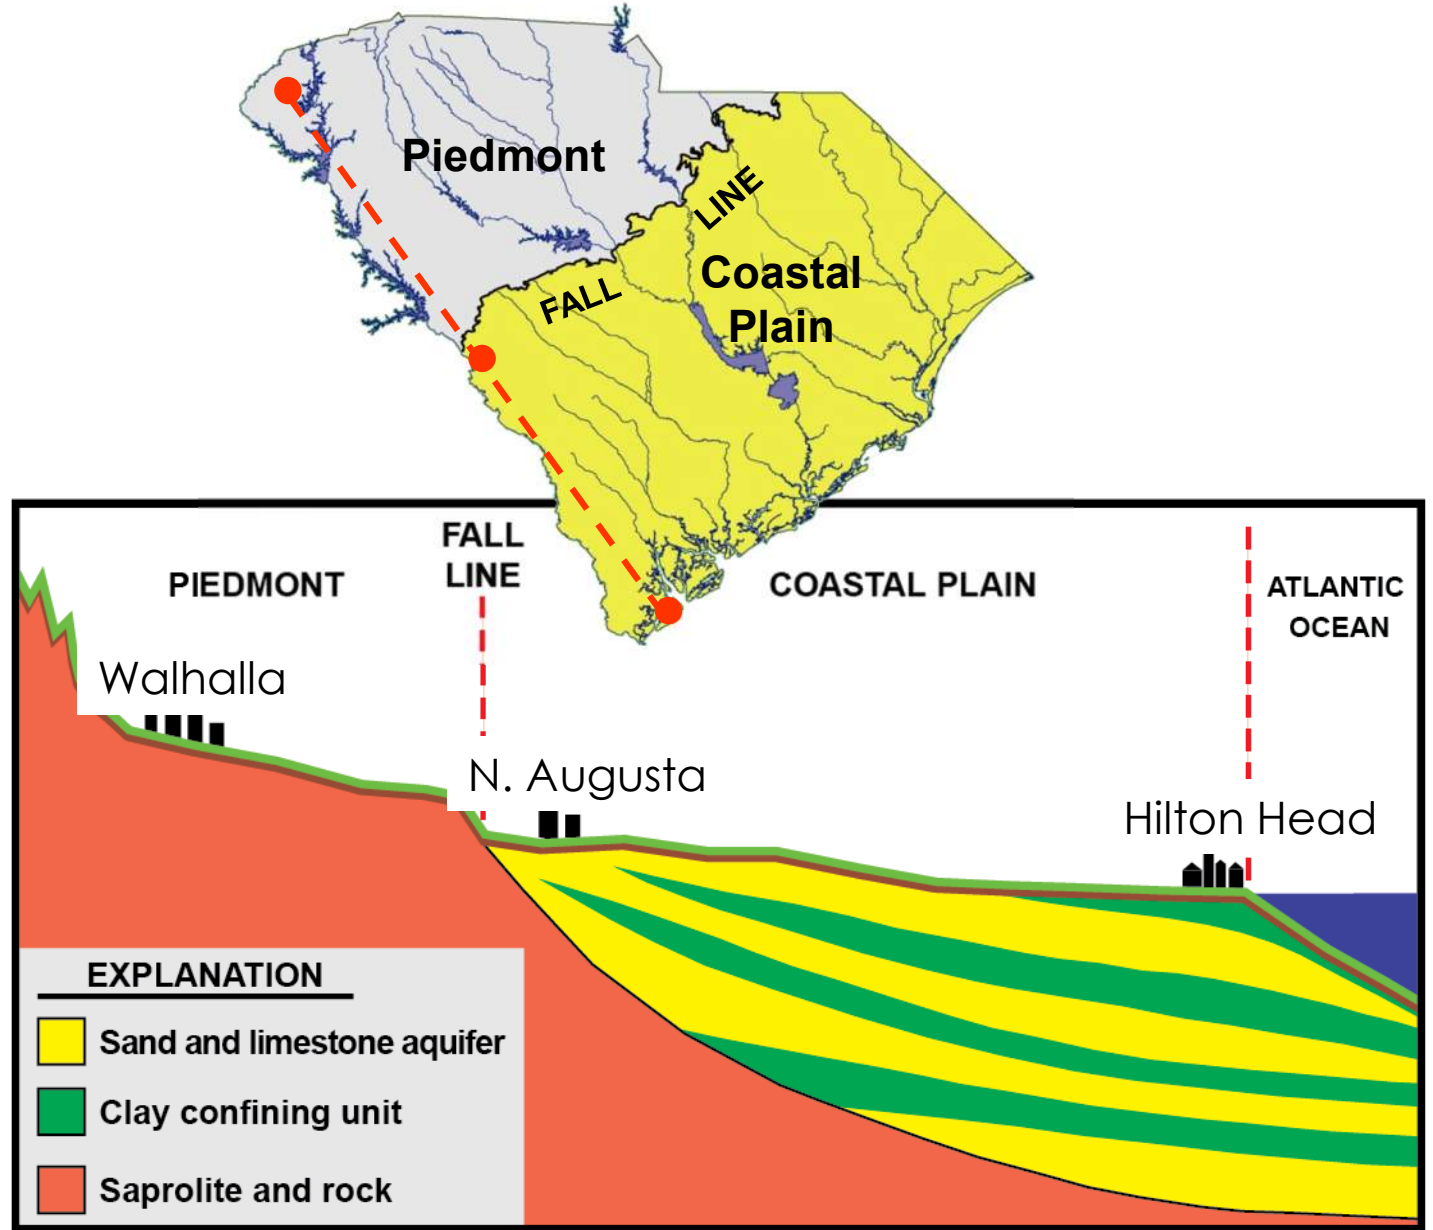 Piedmont
LINE
FALL
Coastal
Plain
FALL
LINE
PIEDMONT
COASTAL PLAIN
ATLANTIC
OCEAN
Walhalla
N. Augusta
Hilton Head
EXPLANATION
Sand and limestone aquifer
Clay confining unit
Saprolite and rock